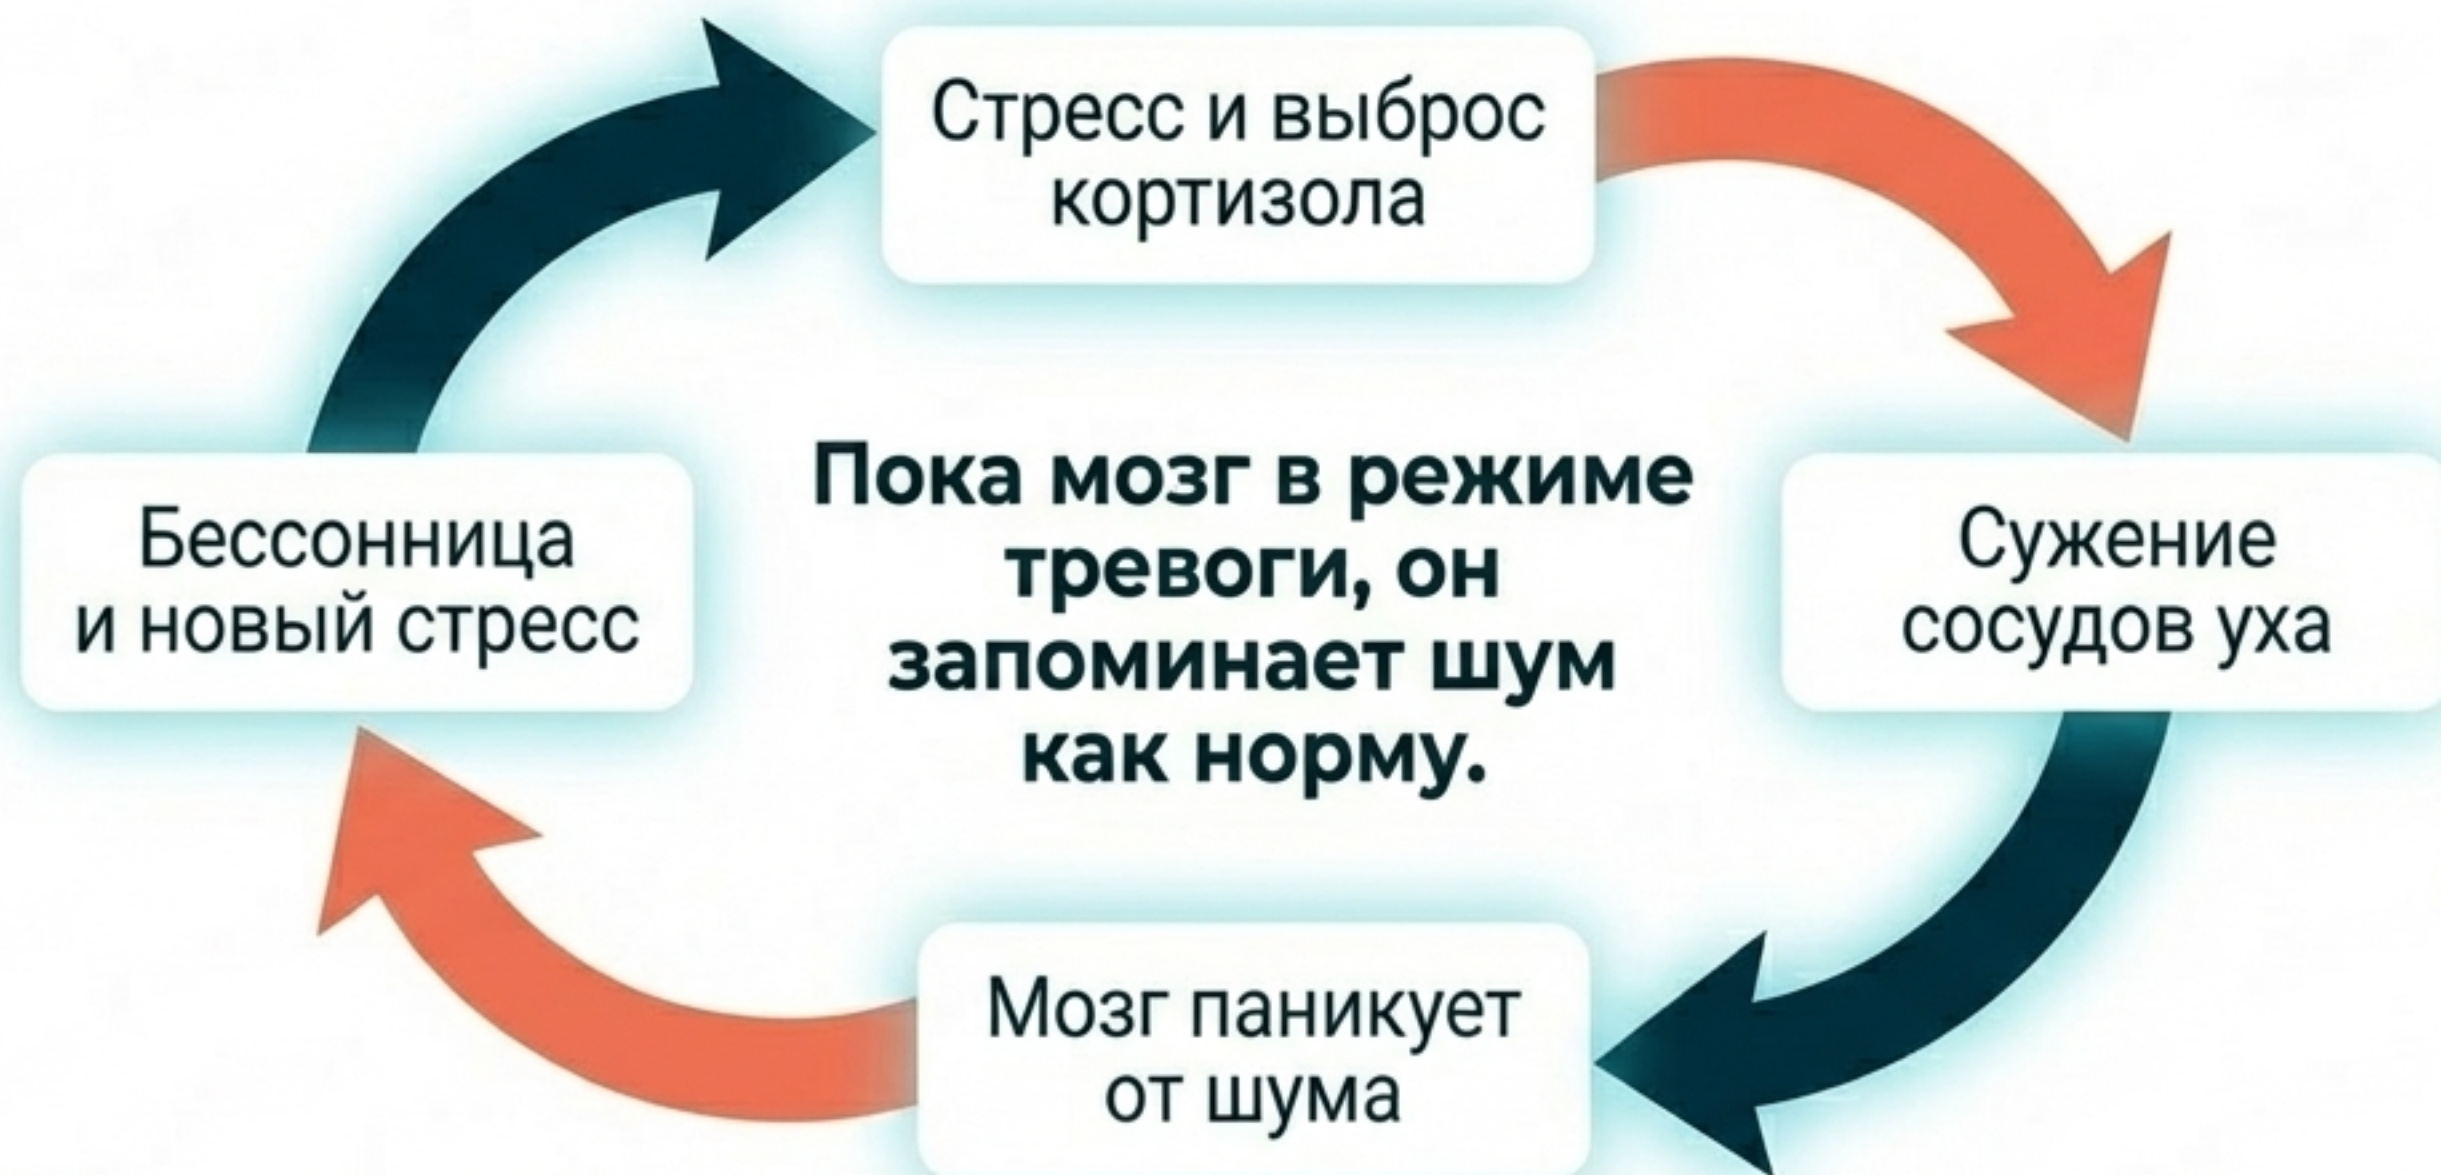 Стресс и выброс
кортизола
Сужение
сосудов уха
Мозг паникует
от шума
Бессонница
и новый стресс
Пока мозг в режиме
тревоги, он
запоминает шум
как норму.